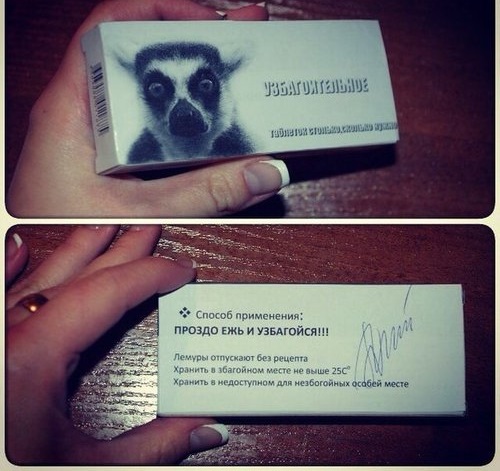 УЗБАГОИТЕЛЬНОЕ
ТАБЛЕТОК СТОЛЬКО,СКОЛЬКО НУЖНО
❖ Способ применения:
ПРОЗДО ЕЖЬ И УЗБАГОЙСЯ!!!
Лемуры отпускают без рецепта
Хранить в збагойном месте не выше 25С⁰
Хранить в недоступном для незбогойных особей месте